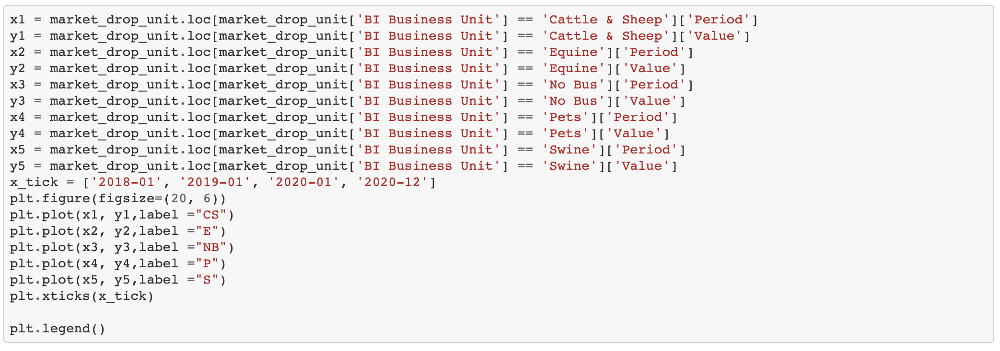 x1 = market_drop_unit.loc[market_drop_unit['BI Business Unit'] == 'Cattle & Sheep']['Period']
y1 = market_drop_unit.loc[market_drop_unit['BI Business Unit'] == 'Cattle & Sheep']['Value']
x2 = market_drop_unit.loc[market_drop_unit['BI Business Unit'] == 'Equine']['Period']
y2 = market_drop_unit.loc[market_drop_unit['BI Business Unit'] == 'Equine']['Value']
x3 = market_drop_unit.loc[market_drop_unit['BI Business Unit'] == 'No Bus']['Period']
y3 = market_drop_unit.loc[market_drop_unit['BI Business Unit'] == 'No Bus']['Value']
x4 = market_drop_unit.loc[market_drop_unit['BI Business Unit'] == 'Pets']['Period']
y4 = market_drop_unit.loc[market_drop_unit['BI Business Unit'] == 'Pets']['Value']
x5 = market_drop_unit.loc[market_drop_unit['BI Business Unit'] == 'Swine']['Period']
y5 = market_drop_unit.loc[market_drop_unit['BI Business Unit'] == 'Swine']['Value']
x_tick = ['2018-01', '2019-01', '2020-01', '2020-12']
plt.figure(figsize=(20, 6))
plt.plot(x1, y1,label ="CS")
plt.plot(x2, y2,label ="E")
plt.plot(x3, y3,label ="NB")
plt.plot(x4, y4,label ="P")
plt.plot(x5, y5,label ="S")
plt.xticks(x_tick)

plt.legend()